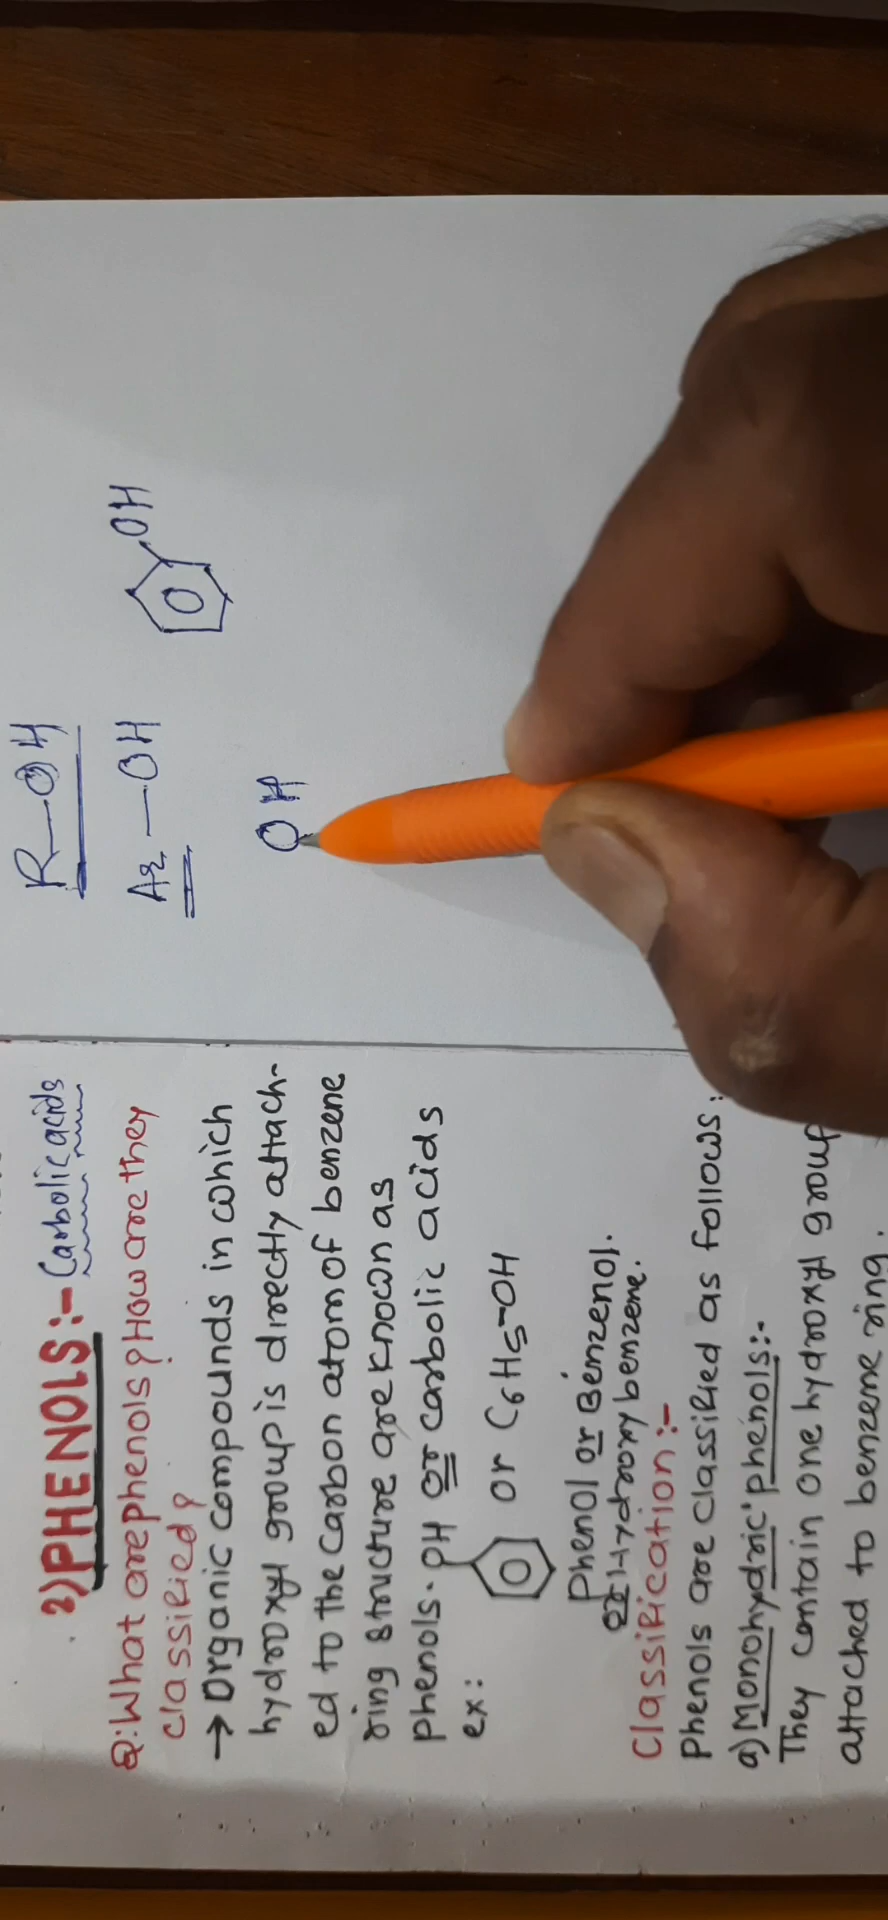 2) PHENOLS:- Carbolic acids
Q:What are phenols? How are they
classified?
→ Organic compounds in which
hydroxyl group is directly attach-
ed to the carbon atom of benzene
ring structure are known as
phenols. or carbolic acids
OH
ex: or C6H5-OH
Phenol or Benzenol.
or Hydroxy benzene.
Classification:-
Phenols are classified as follows:
a) Monohydric phenols:-
They contain one hydroxyl group
attached to benzene ring.
R-OH
Ar-OH
OH
OH